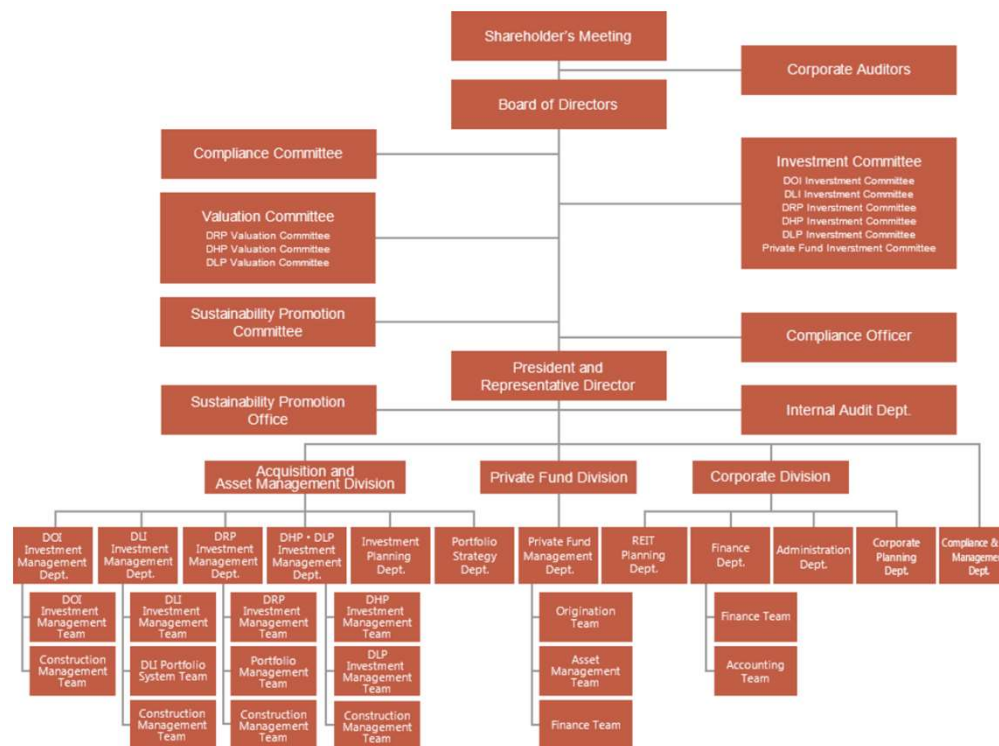 Shareholder's Meeting
Corporate Auditors
Board of Directors
Compliance Committee
Investment Committee
DOI Inverstment Committee
DLI Inverstment Committee
DRP Inverstment Committee
DHP Inverstment Committee
DLP Inverstment Committee
Private Fund Inverstment Committee
Valuation Committee
DRP Valuation Committee
DHP Valuation Committee
DLP Valuation Committee
Sustainability Promotion
Committee
Compliance Officer
President and
Representative Director
Sustainability Promotion
Office
Internal Audit Dept.
Acquisition and
Asset Management Division
Private Fund Division
Corporate Division
DOI
Investment
Management
Dept.
DLI
Investment
Management
Dept.
DRP
Investment
Management
Dept.
DHP・DLP
Investment
Management
Dept.
Investment
Planning
Dept.
Portfolio
Strategy Dept.
Private Fund
Management
Dept.
REIT
Planning
Dept.
Finance
Dept.
Administration
Dept.
Corporate
Planning
Dept.
Compliance &
Manageme
Dept.
DOI
Investment
Management
Team
Construction
Management
Team
DLI
Investment
Management
Team
DLI Portfolio
System Team
Construction
Management
Team
DRP
Investment
Management
Team
Portfolio
Management
Team
Construction
Management
Team
DHP
Investment
Management
Team
DLP
Investment
Management
Team
Construction
Management
Team
Origination
Team
Asset
Management
Team
Finance Team
Finance Team
Accounting
Team